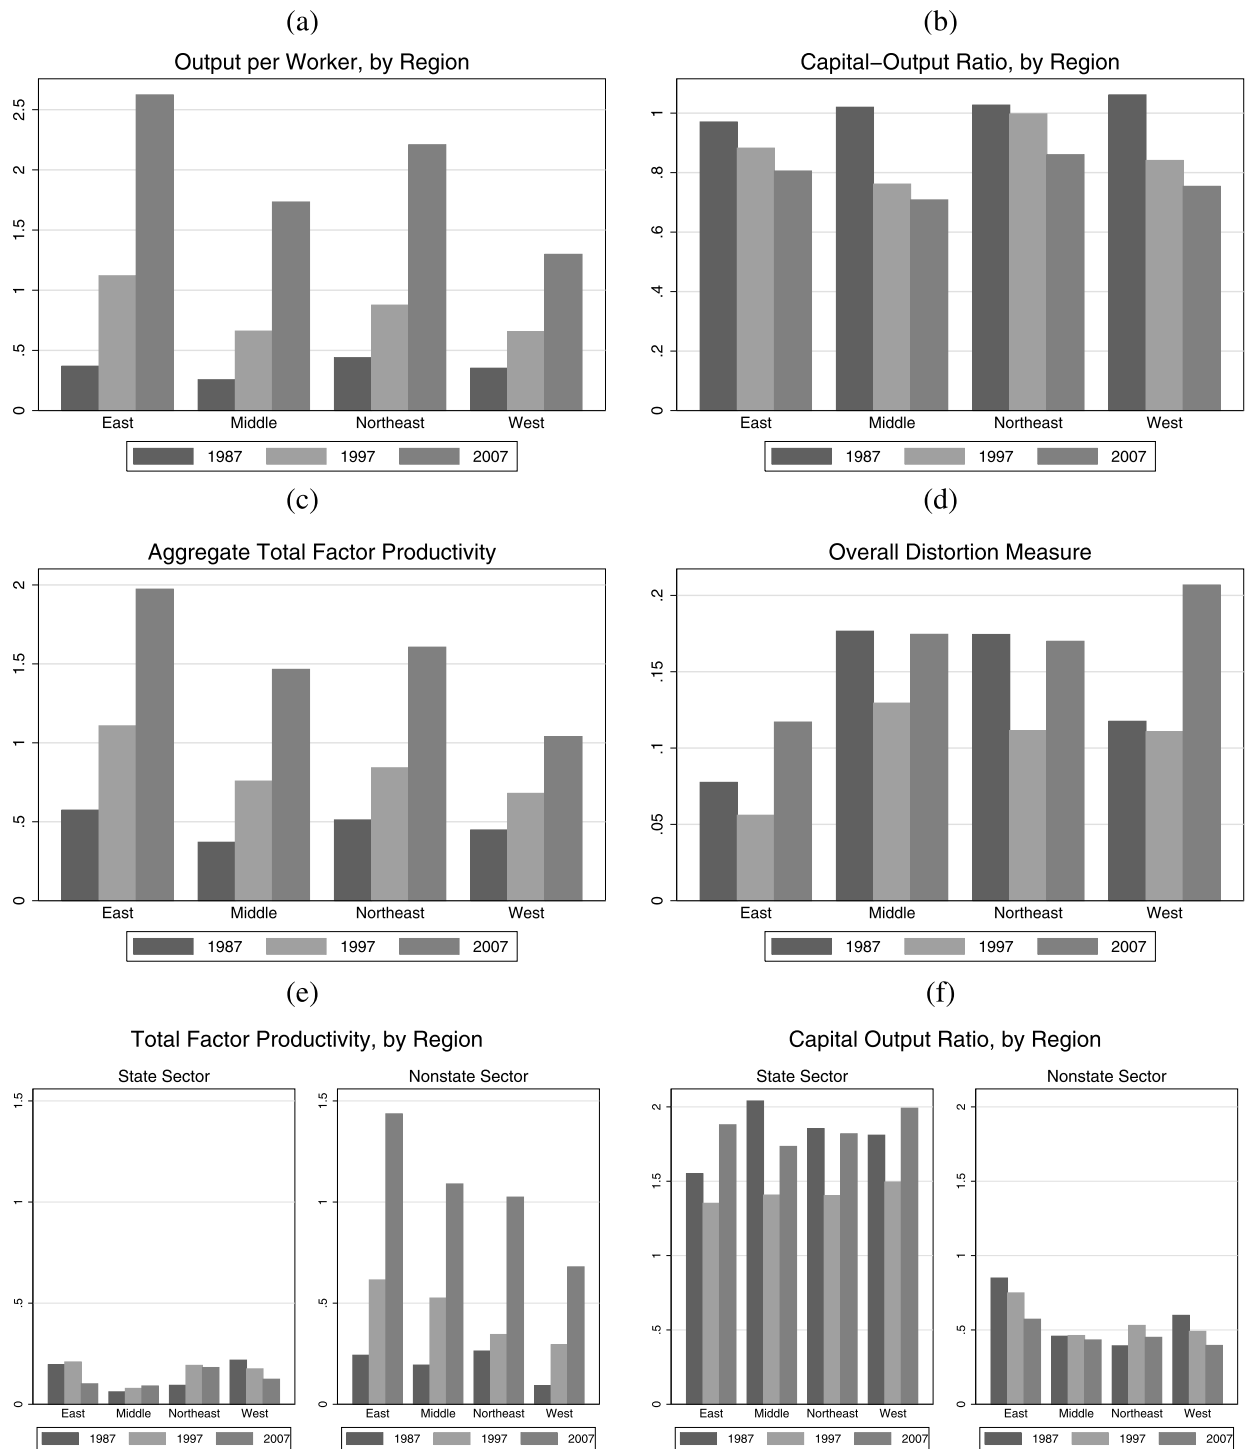 (a)
Output per Worker, by Region
2.5
2
1.5
1
.5
0
East Middle Northeast West
1987 1997 2007
(b)
Capital–Output Ratio, by Region
1
.8
.6
.4
.2
0
East Middle Northeast West
1987 1997 2007
(c)
Aggregate Total Factor Productivity
2
1.5
1
.5
0
East Middle Northeast West
1987 1997 2007
(d)
Overall Distortion Measure
.2
.15
.1
.05
0
East Middle Northeast West
1987 1997 2007
(e)
Total Factor Productivity, by Region
State Sector
1.5
1
.5
0
East Middle Northeast West
1987 1997 2007
Nonstate Sector
1.5
1
.5
0
East Middle Northeast West
1987 1997 2007
(f)
Capital Output Ratio, by Region
State Sector
2
1.5
1
.5
0
East Middle Northeast West
1987 1997 2007
Nonstate Sector
2
1.5
1
.5
0
East Middle Northeast West
1987 1997 2007